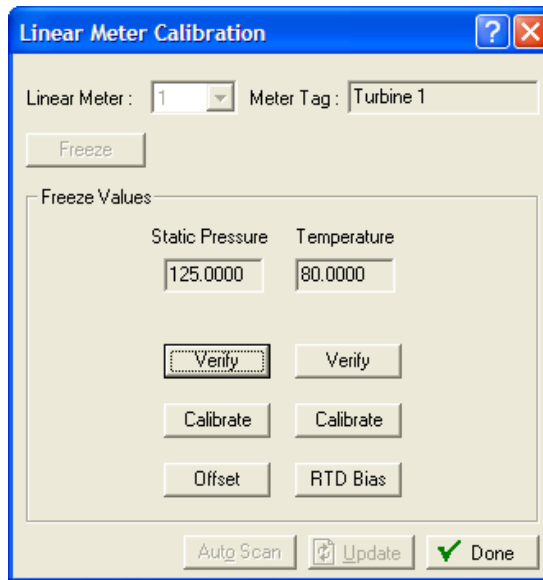 Linear Meter Calibration
Linear Meter : 1 Meter Tag : Turbine 1
Freeze
Freeze Values
Static Pressure Temperature
125.0000 80.0000
Verify Verify
Calibrate Calibrate
Offset RTD Bias
Auto Scan Update Done